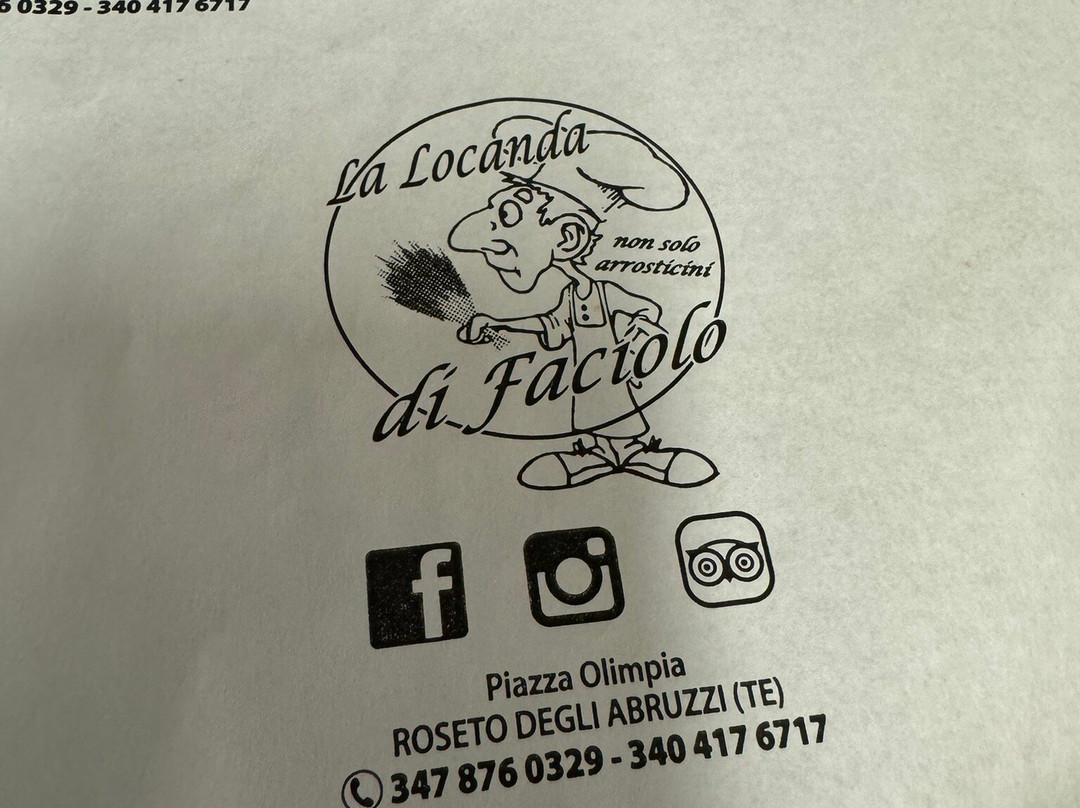 6 0329 - 340 417 6717
La Locanda
non solo
arrosticini
di Faciolo
f
Piazza Olimpia
ROSETO DEGLI ABRUZZI (TE)
347 876 0329 - 340 417 6717